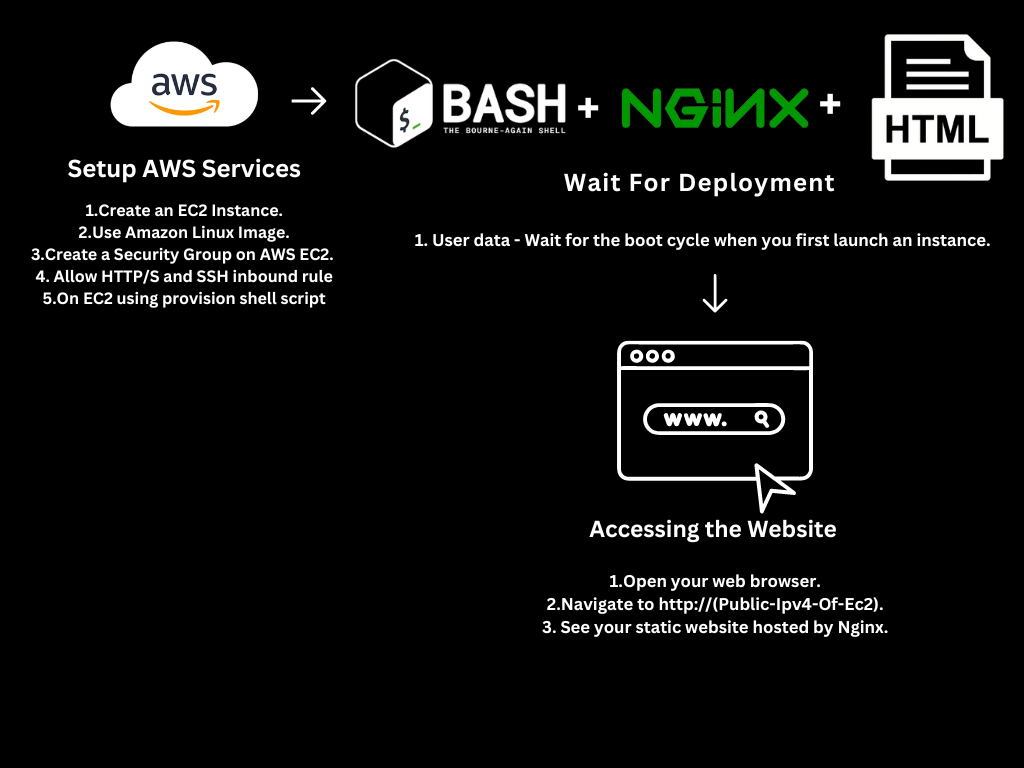 aws
$_
BASH
THE BOURNE-AGAIN SHELL
+
NGiNX
+
HTML
Setup AWS Services
1.Create an EC2 Instance.
2.Use Amazon Linux Image.
3.Create a Security Group on AWS EC2.
4. Allow HTTP/S and SSH inbound rule
5.On EC2 using provision shell script
Wait For Deployment
1. User data - Wait for the boot cycle when you first launch an instance.
www.
Accessing the Website
1.Open your web browser.
2.Navigate to http://(Public-Ipv4-Of-Ec2).
3. See your static website hosted by Nginx.